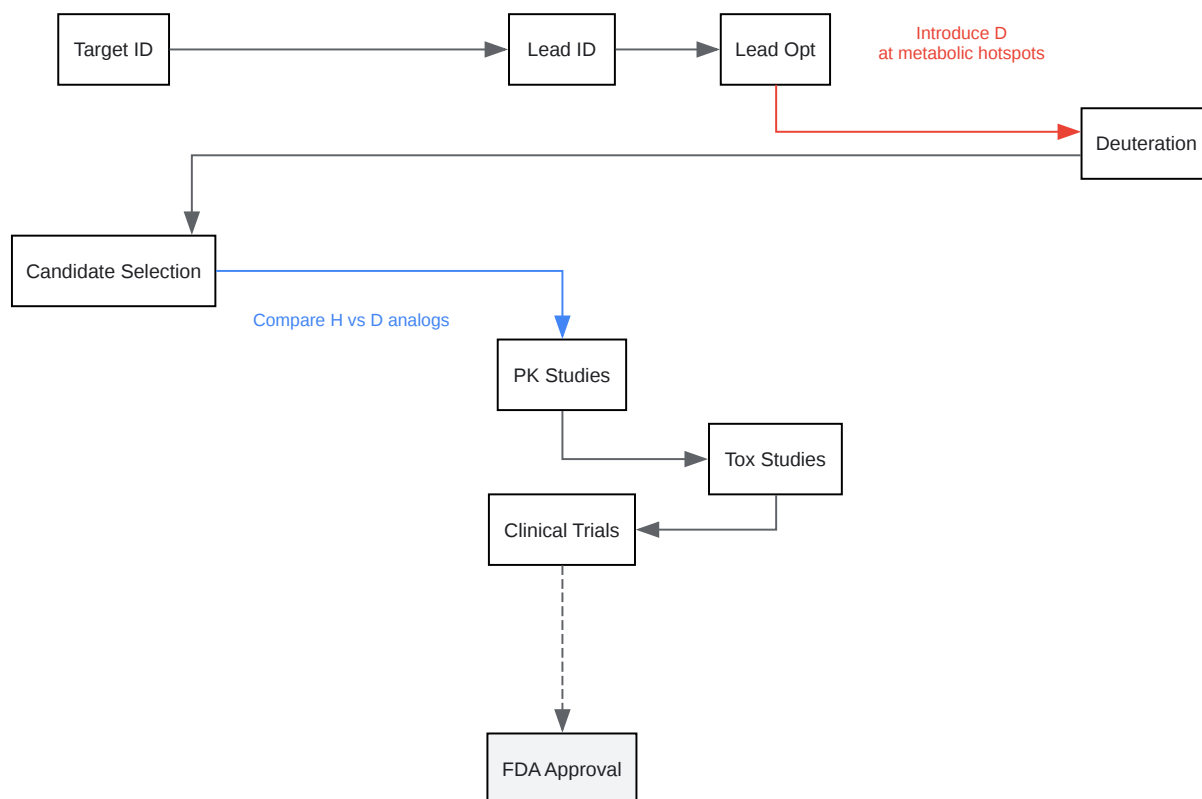 Target ID
Lead ID
Lead Opt
Introduce D
at metabolic hotspots
Deuteration
Candidate Selection
Compare H vs D analogs
PK Studies
Tox Studies
Clinical Trials
FDA Approval